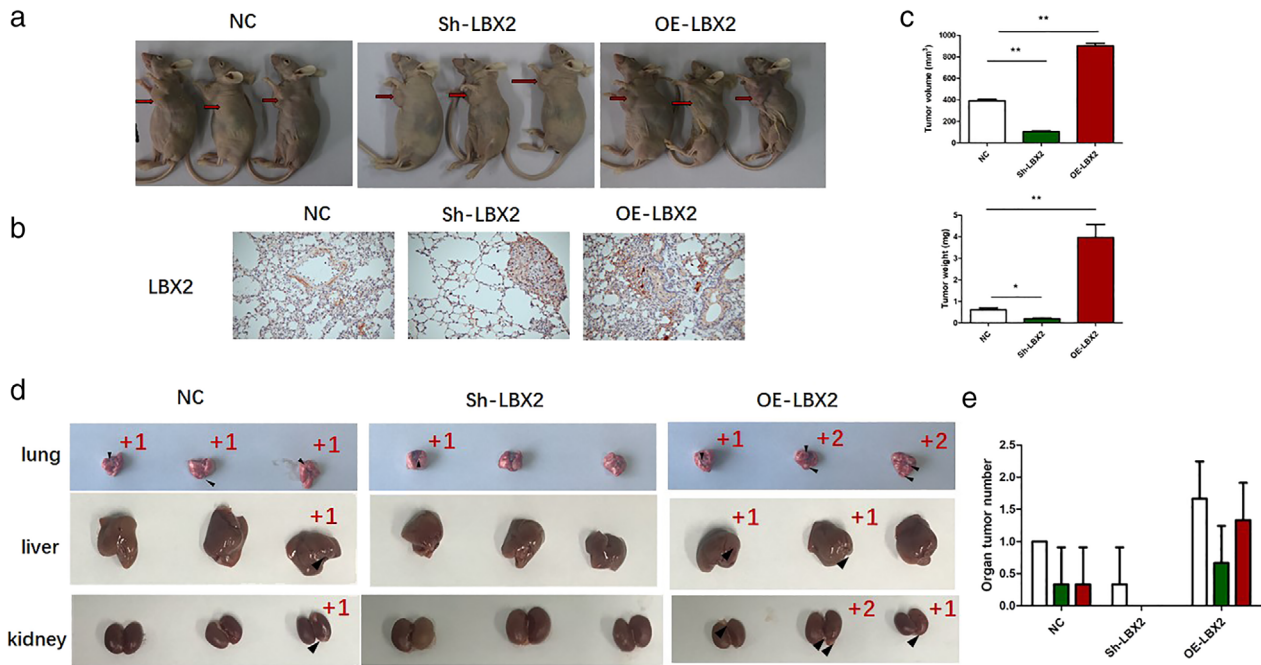 a
NC
Sh-LBX2
OE-LBX2
b
NC
Sh-LBX2
OE-LBX2
LBX2
c
Tumor volume (mm³)
1000
800
600
400
200
0
**
**
NC
Sh-LBX2
OE-LBX2
Tumor weight (mg)
5
4
3
2
1
0
**
*
NC
Sh-LBX2
OE-LBX2
d
NC
Sh-LBX2
OE-LBX2
lung
+1
+1
+1
+1
+1
+2
+2
liver
+1
+1
+1
kidney
+1
+2
+1
e
Organ tumor number
2.5
2.0
1.5
1.0
0.5
0.0
NC
Sh-LBX2
OE-LBX2